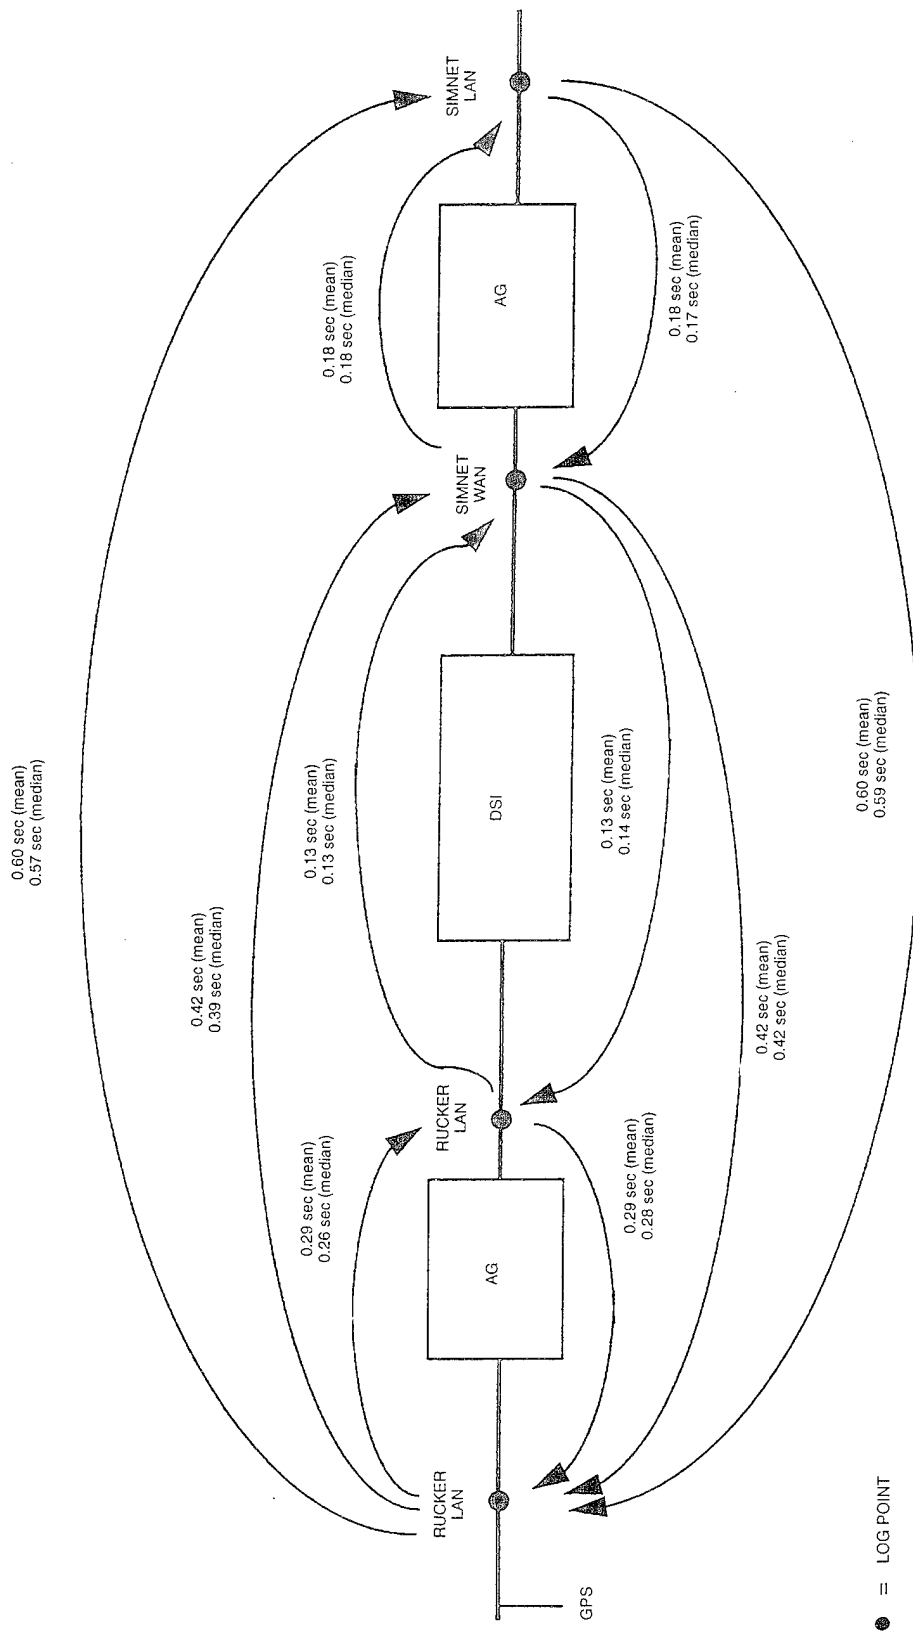 0.60 sec (mean)
0.57 sec (median)
0.42 sec (mean)
0.39 sec (median)
0.29 sec (mean)
0.26 sec (median)
0.13 sec (mean)
0.13 sec (median)
0.18 sec (mean)
0.18 sec (median)
RUCKER
LAN
RUCKER
LAN
SIMNET
WAN
SIMNET
LAN
AG
DSI
AG
GPS
0.29 sec (mean)
0.28 sec (median)
0.13 sec (mean)
0.14 sec (median)
0.18 sec (mean)
0.17 sec (median)
0.42 sec (mean)
0.42 sec (median)
0.60 sec (mean)
0.59 sec (median)
= LOG POINT